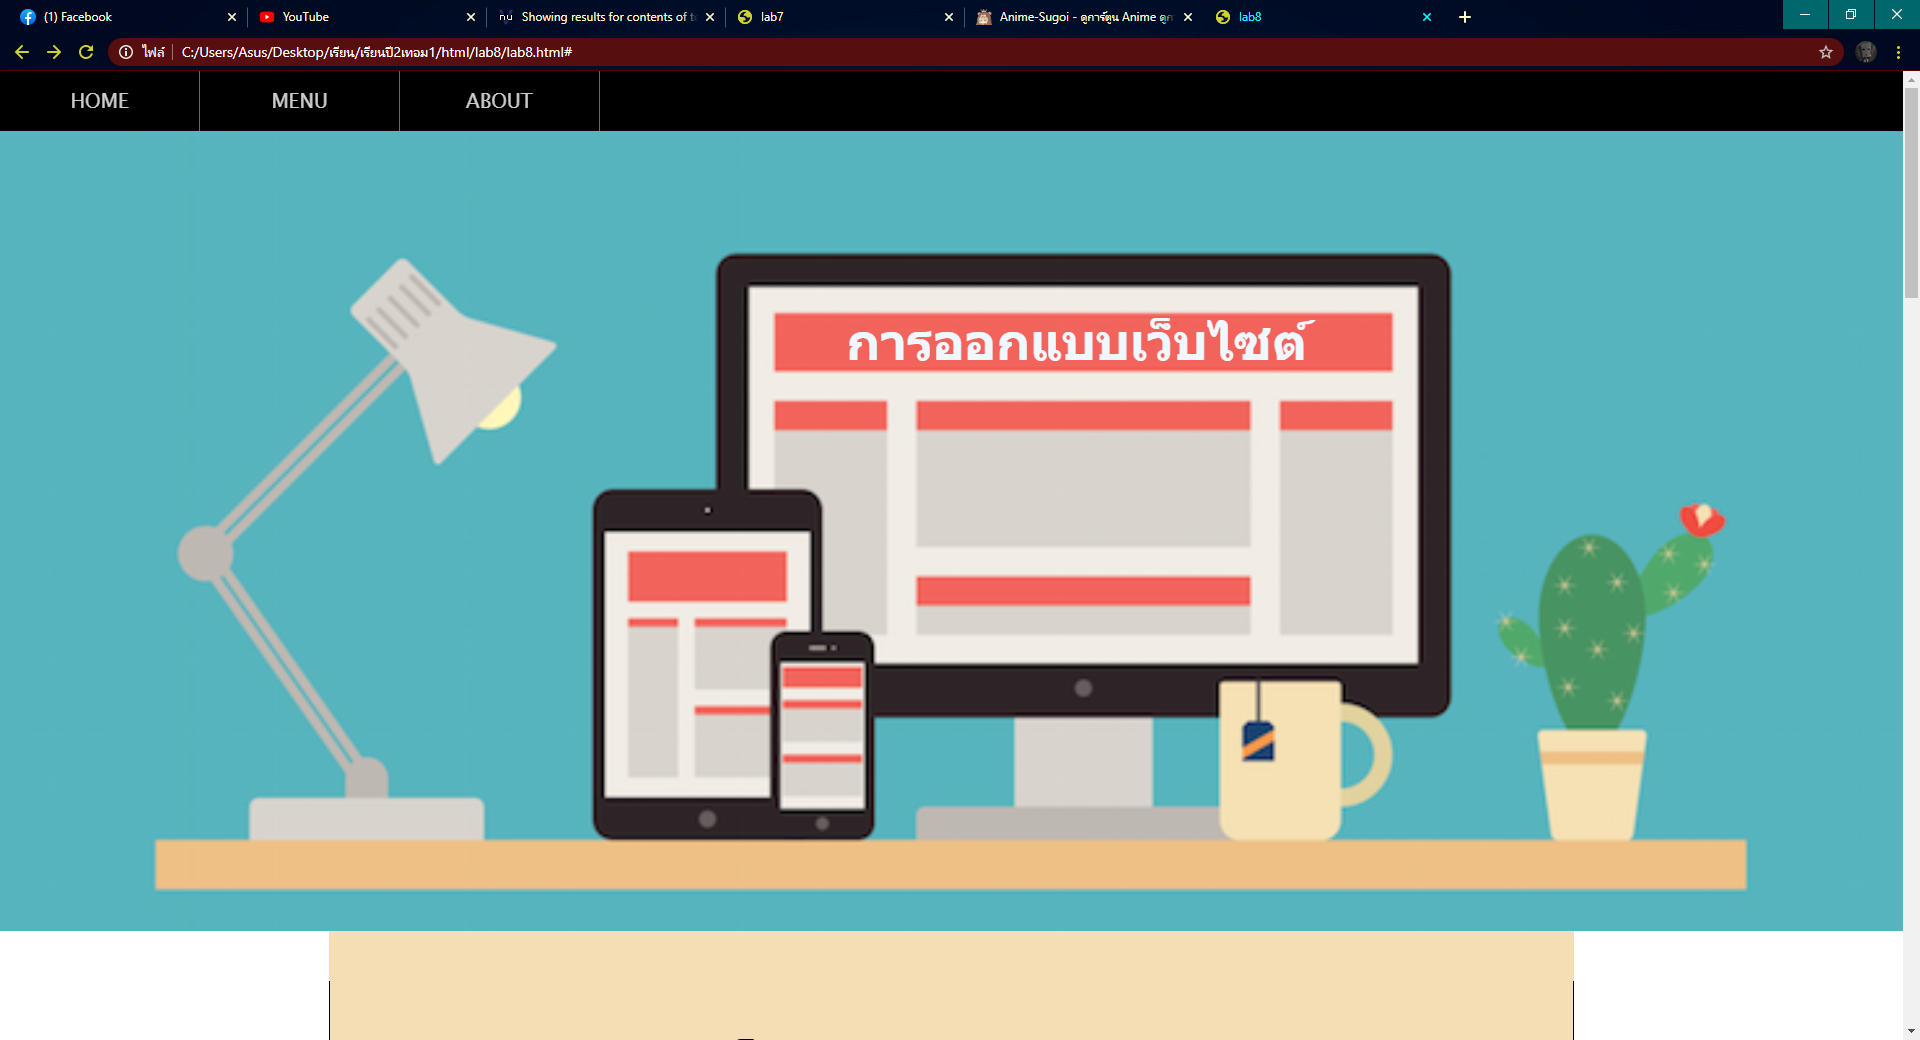 (1) Facebook
YouTube
Showing results for contents of t
lab7
Anime-Sugoi - ดูการ์ตูน Anime ดูก
lab8
ไฟล์
C:/Users/Asus/Desktop/เรียน/เรียนปี2เทอม1/html/lab8/lab8.html#
HOME
MENU
ABOUT
การออกแบบเว็บไซต์